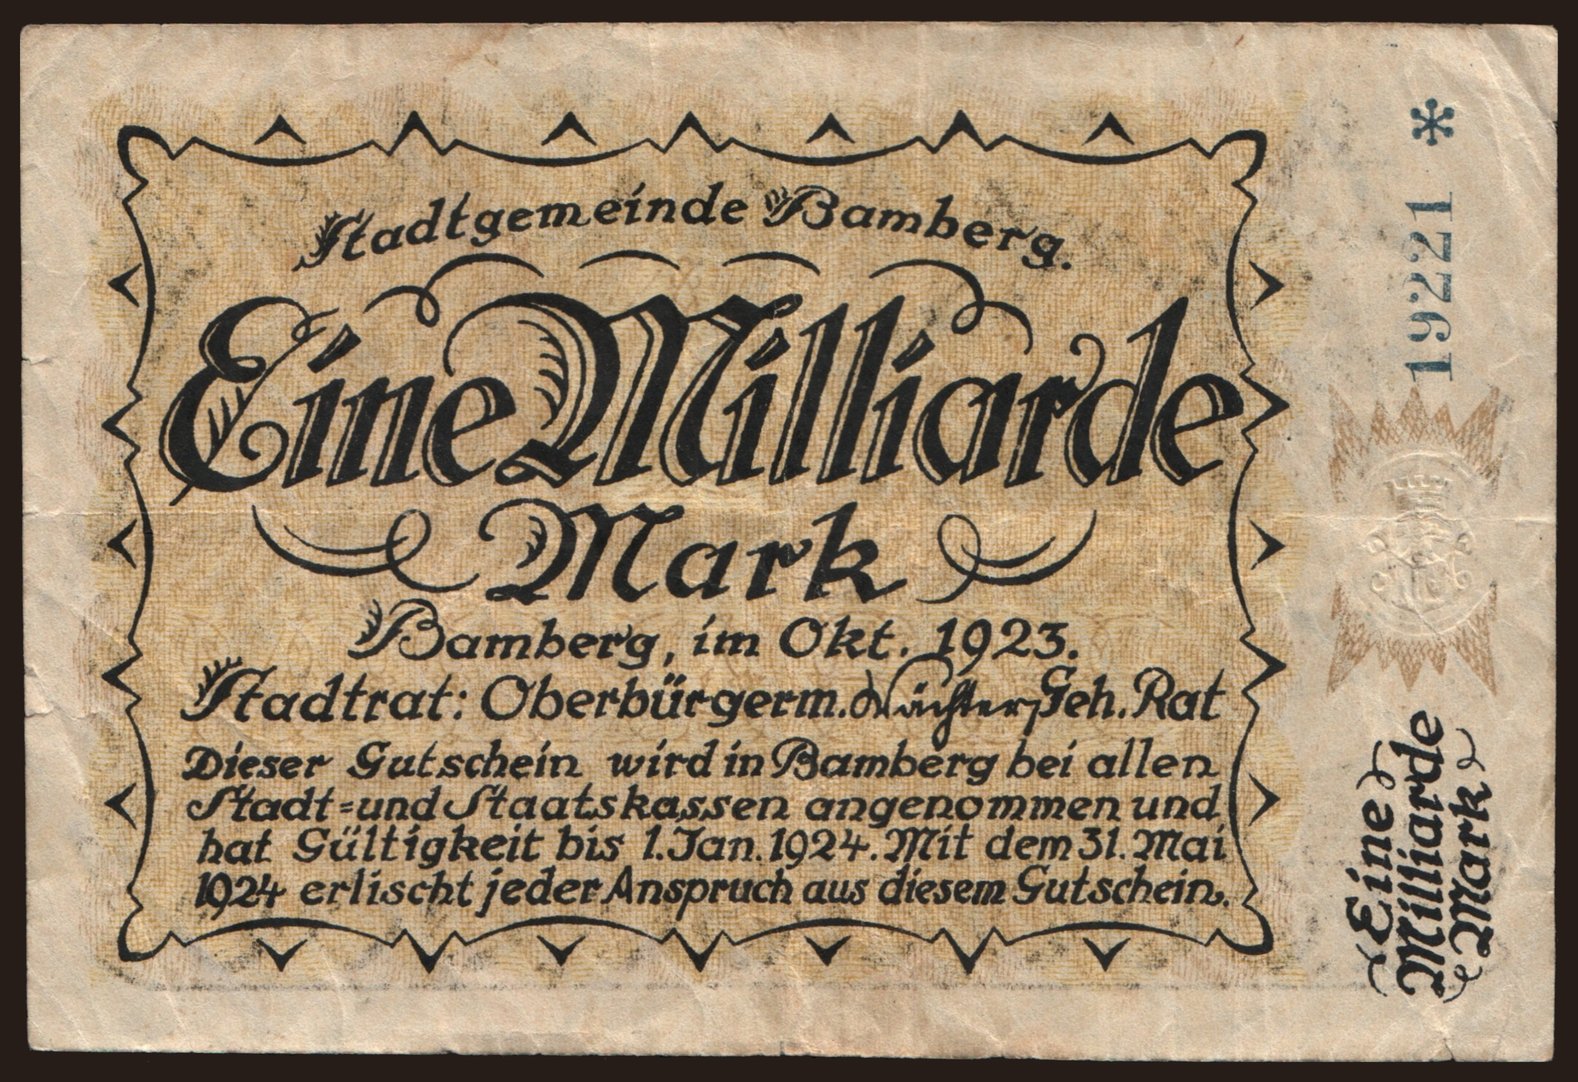 Stadtgemeinde Bamberg.
Eine Milliarde
Mark
Bamberg, im Okt. 1923.
Stadtrat: Oberbürgerm. Wächter, Geh. Rat
Dieser Gutschein wird in Bamberg bei allen
Stadt- und Staatskassen angenommen und
hat Gültigkeit bis 1. Jan. 1924. Mit dem 31. Mai
1924 erlischt jeder Anspruch aus diesem Gutschein.
19221 *
Eine
Milliarde
Mark